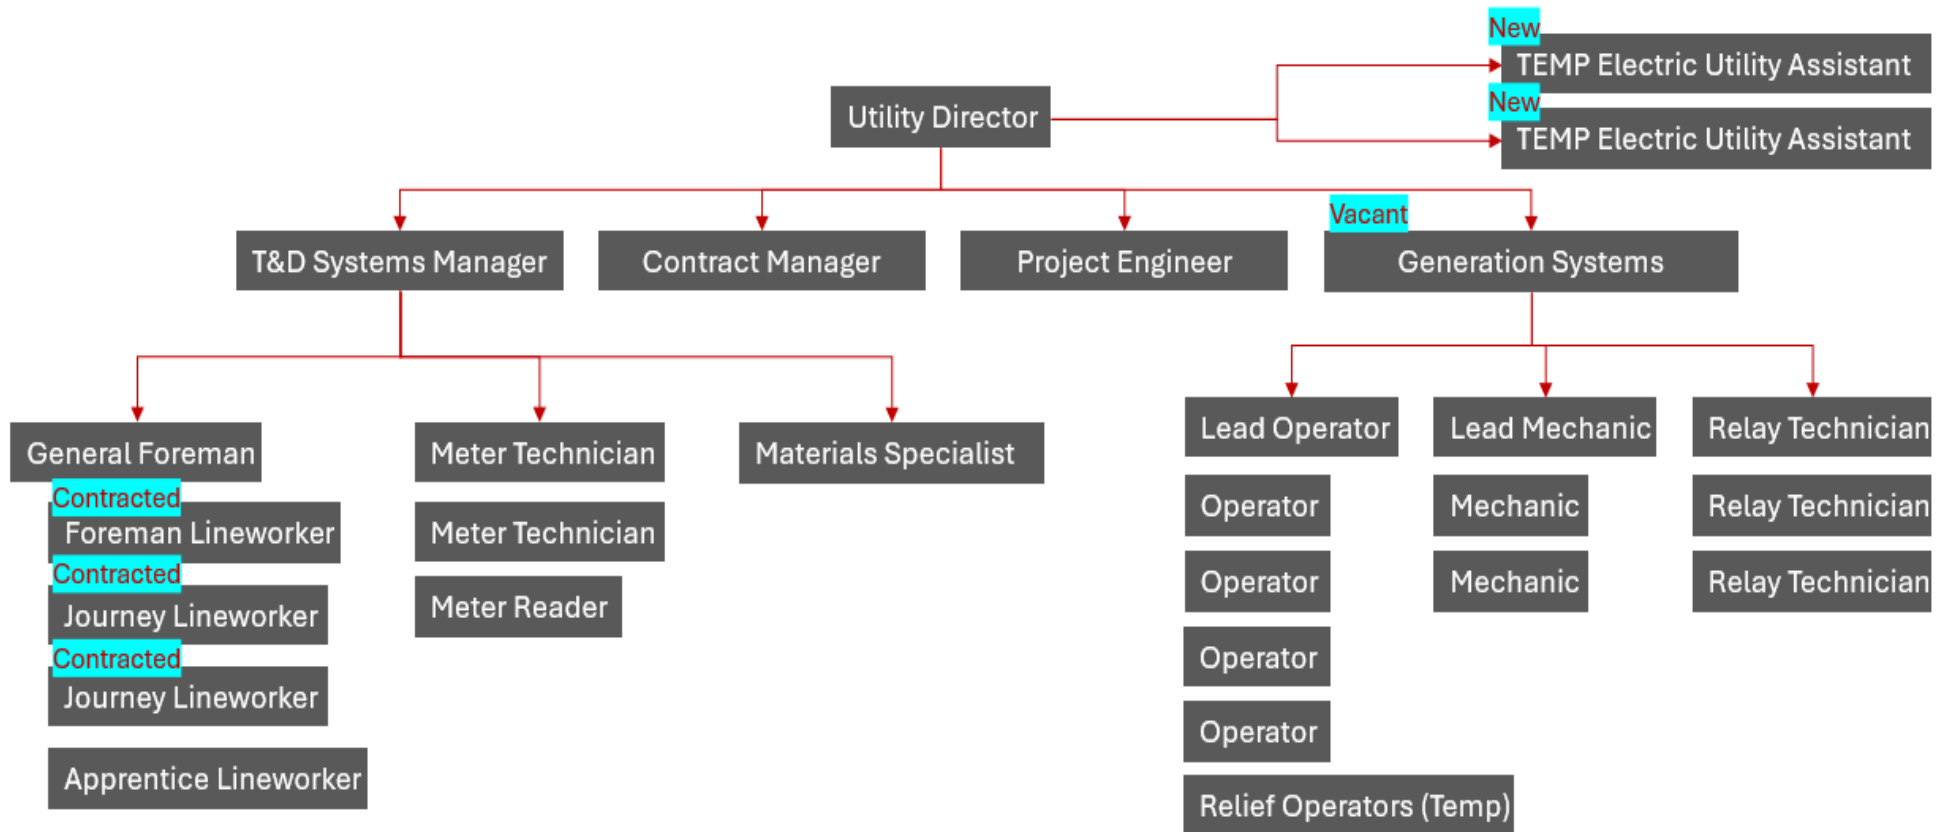 New
TEMP Electric Utility Assistant
New
TEMP Electric Utility Assistant
Utility Director
Vacant
T&D Systems Manager
Contract Manager
Project Engineer
Generation Systems
General Foreman
Contracted
Foreman Lineworker
Contracted
Journey Lineworker
Contracted
Journey Lineworker
Apprentice Lineworker
Meter Technician
Meter Technician
Meter Reader
Materials Specialist
Lead Operator
Operator
Operator
Operator
Operator
Relief Operators (Temp)
Lead Mechanic
Mechanic
Mechanic
Relay Technician
Relay Technician
Relay Technician